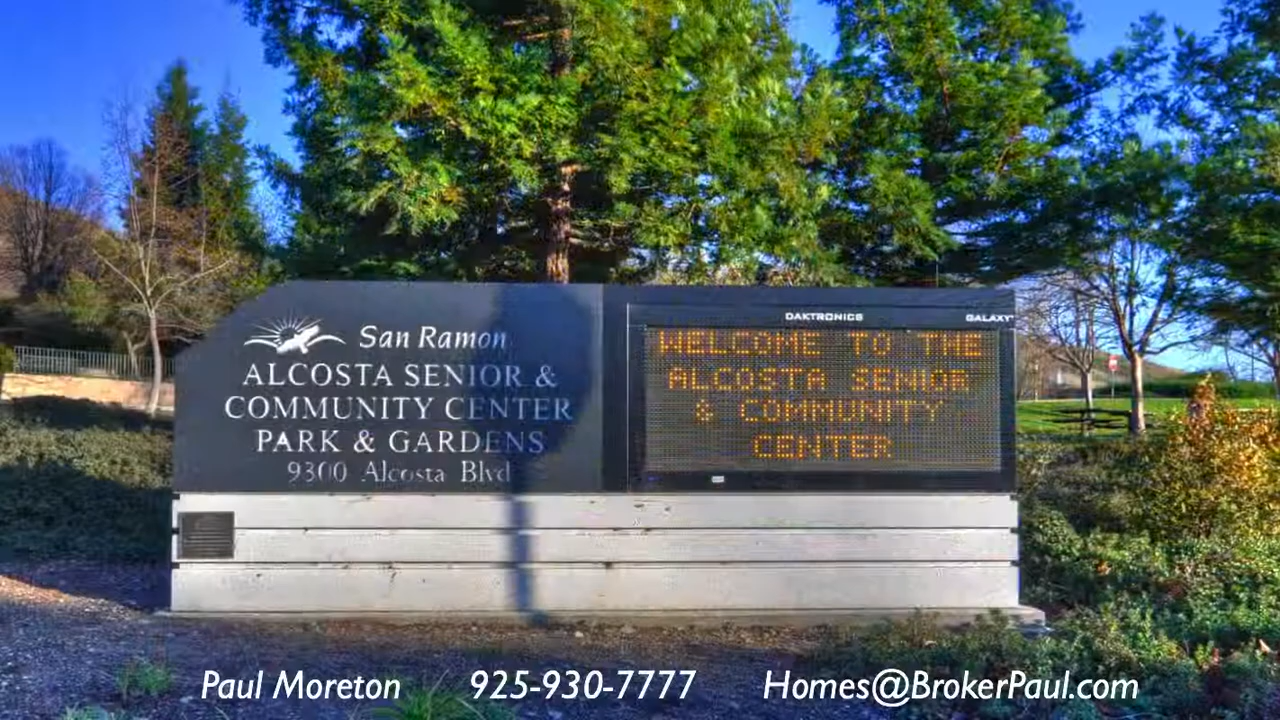 San Ramon
ALCOSTA SENIOR &
COMMUNITY CENTER
PARK & GARDENS
9300 Alcosta Blvd
DAKTRONICS GALAXY
WELCOME TO THE
ALCOSTA SENIOR
& COMMUNITY
CENTER
Paul Moreton 925-930-7777 Homes@BrokerPaul.com